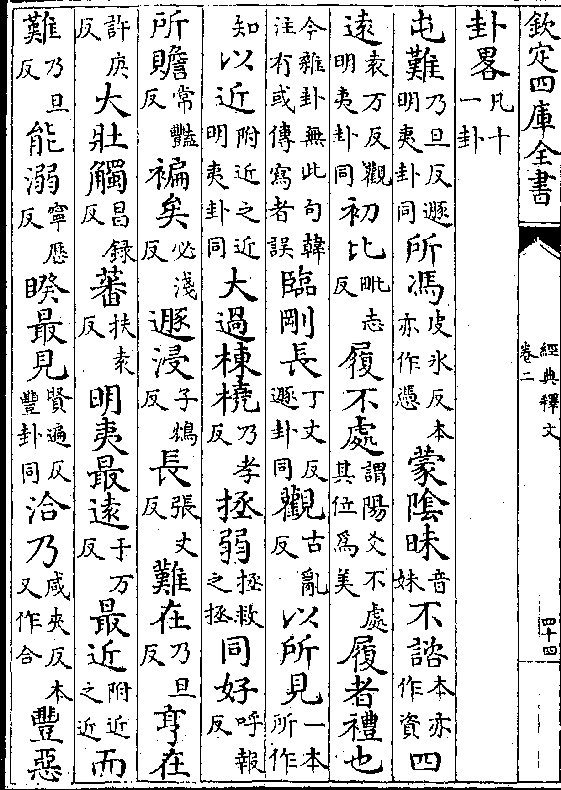 欽定四庫全書 經典釋文 卷二 四十四
卦畧凡十一卦
屯難乃旦反遯明夷卦同所馮皮氷反本亦作憑蒙陰昧音妹不諮本亦作資四
逺袁万反觀明夷卦同初比毗志反履不處謂陽爻不處其位爲美履者禮也
今雜卦無此句韓注有或傳寫者誤臨剛長丁丈反遯卦同觀古亂反以所見一本所作
知以近附近之近明夷卦同大過棟橈乃孝反拯弱拯救之拯同好呼報反
所贍常豔反褊矣必淺反遯浸子鴆反長張丈反難在乃旦反亨在
許庚反大壯觸昌録反蕃扶袁反明夷最逺于万反最近附近之近而
難乃旦反能溺寧歷反暌最見賢遍反豐卦同洽乃咸夾反本又作合豐惡